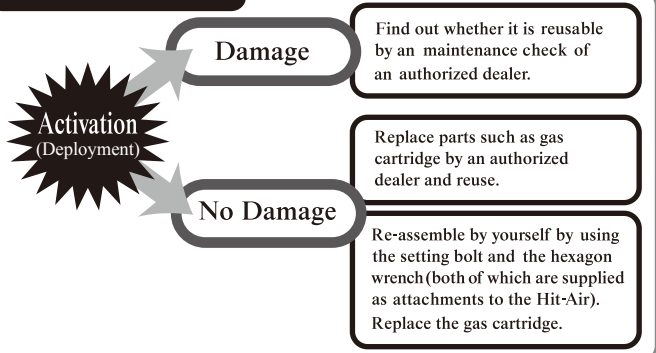 Activation
(Deployment)
Damage
Find out whether it is reusable
by an maintenance check of
an authorized dealer.
No Damage
Replace parts such as gas
cartridge by an authorized
dealer and reuse.
Re-assemble by yourself by using
the setting bolt and the hexagon
wrench(both of which are supplied
as attachments to the Hit-Air).
Replace the gas cartridge.